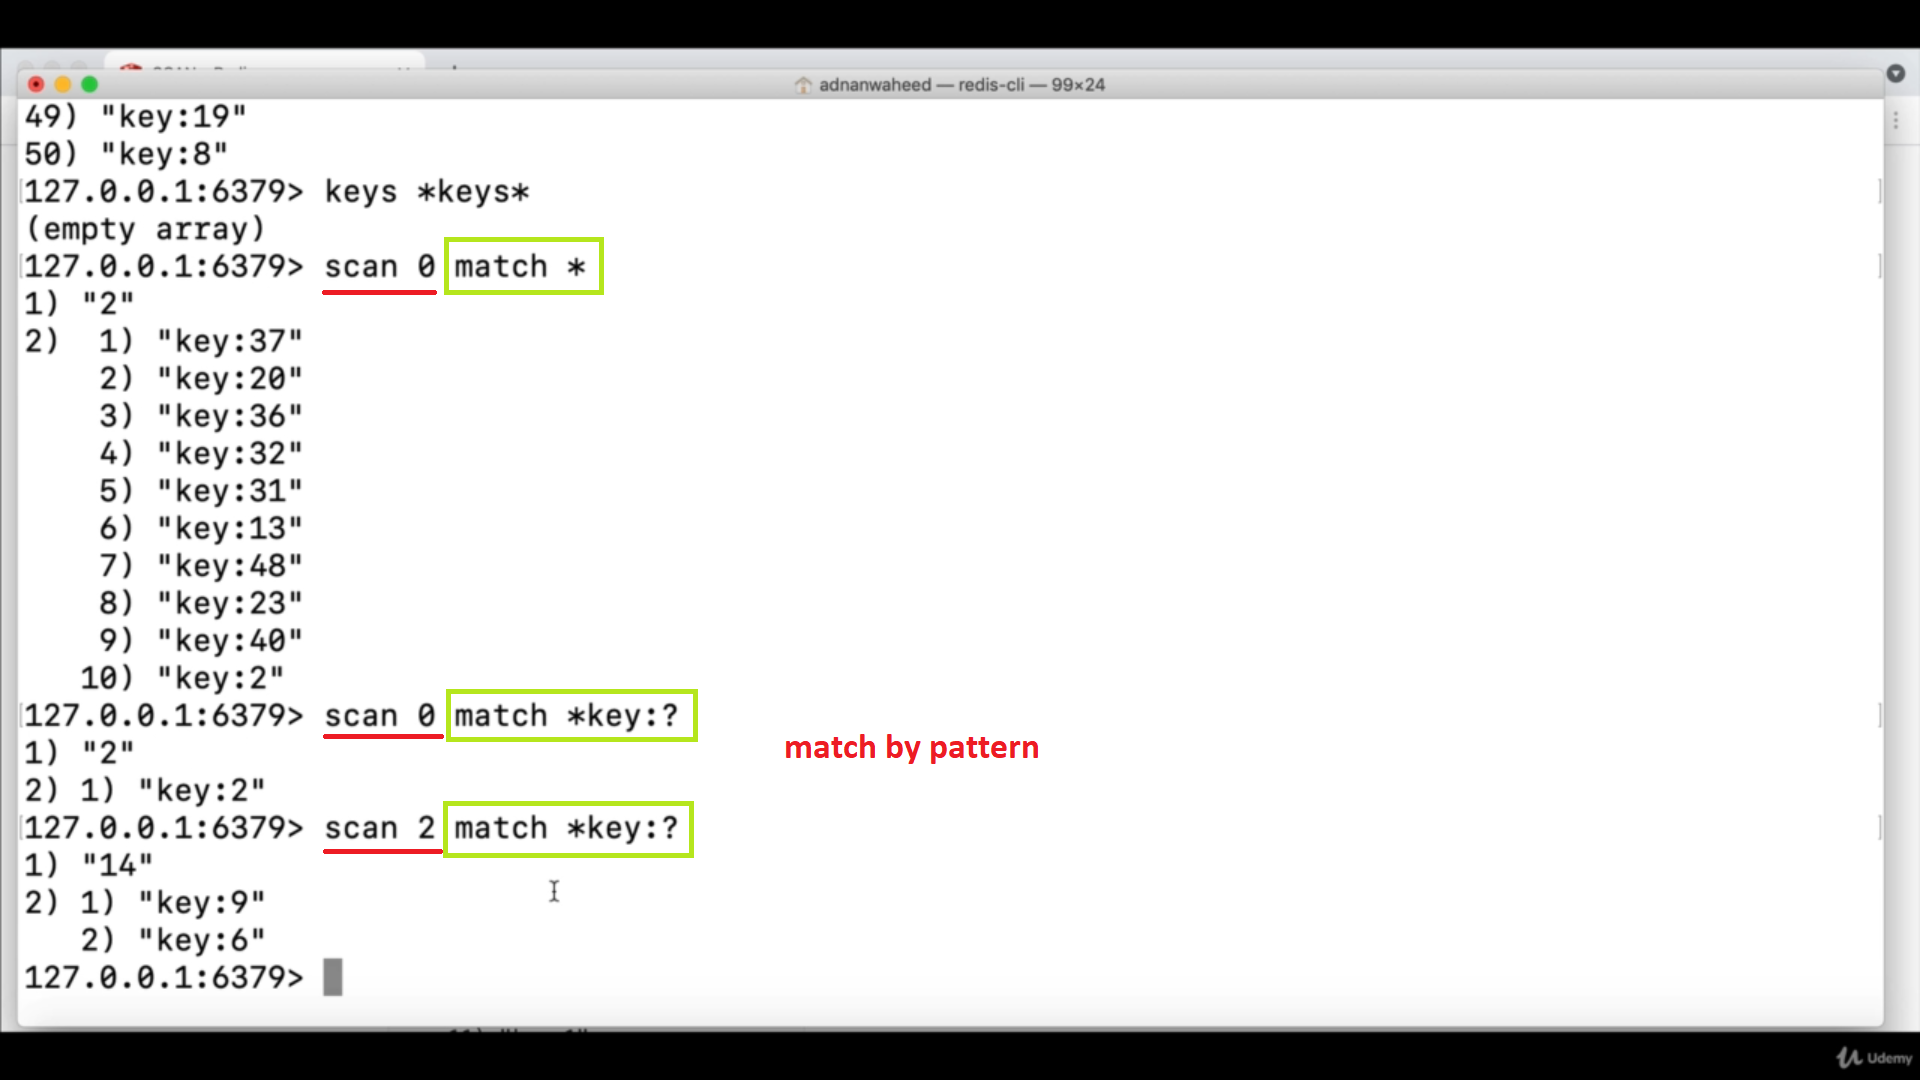 adnanwaheed — redis-cli — 99×24
49) "key:19"
50) "key:8"
127.0.0.1:6379> keys *keys*
(empty array)
127.0.0.1:6379> scan 0 match *
1) "2"
2)  1) "key:37"
    2) "key:20"
    3) "key:36"
    4) "key:32"
    5) "key:31"
    6) "key:13"
    7) "key:48"
    8) "key:23"
    9) "key:40"
   10) "key:2"
127.0.0.1:6379> scan 0 match *key:?
match by pattern
1) "2"
2) 1) "key:2"
127.0.0.1:6379> scan 2 match *key:?
1) "14"
2) 1) "key:9"
   2) "key:6"
127.0.0.1:6379>
Udemy